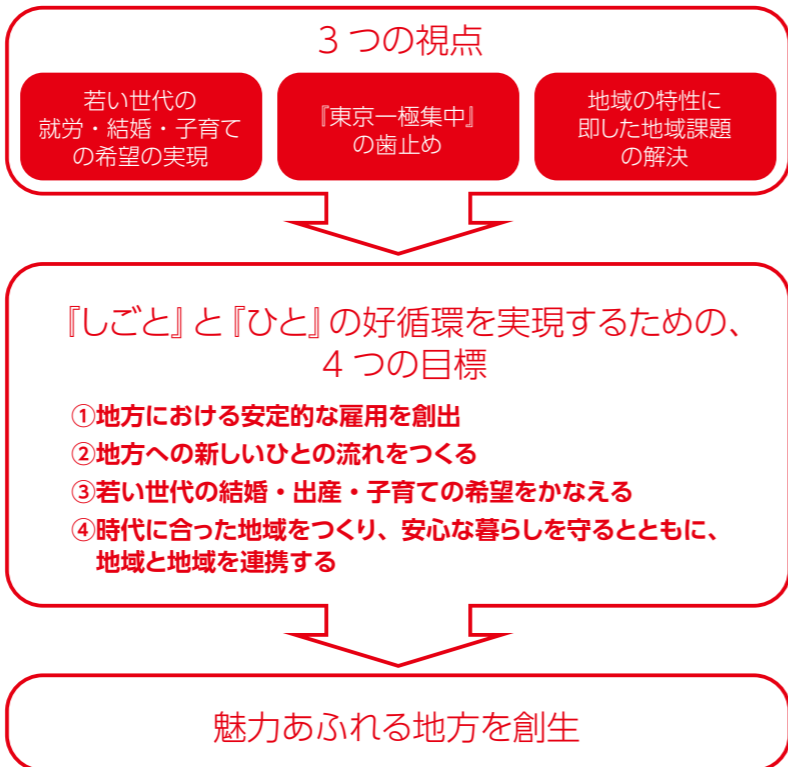 3つの視点
若い世代の
就労・結婚・子育て
の希望の実現
『東京一極集中』
の歯止め
地域の特性に
即した地域課題
の解決
『しごと』と『ひと』の好循環を実現するための、
4つの目標
①地方における安定的な雇用を創出
②地方への新しいひとの流れをつくる
③若い世代の結婚・出産・子育ての希望をかなえる
④時代に合った地域をつくり、安心な暮らしを守るとともに、
地域と地域を連携する
魅力あふれる地方を創生